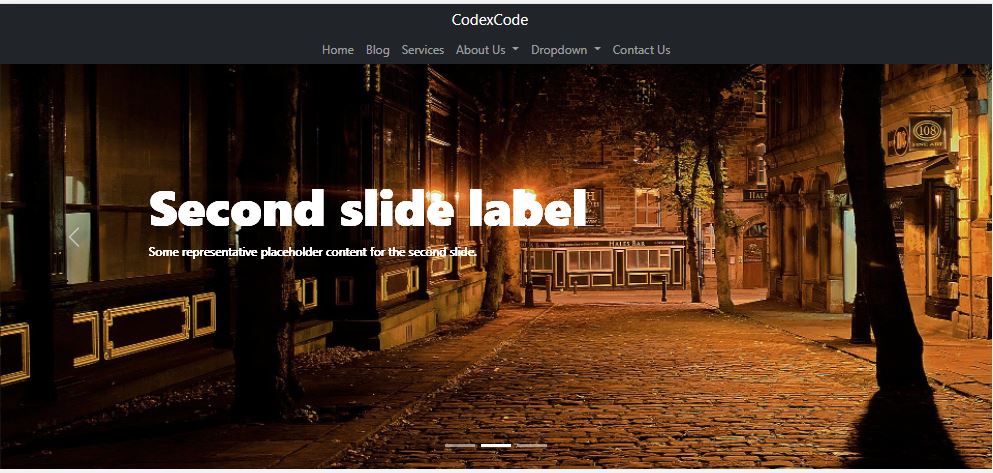 CodexCode
Home Blog Services About Us Dropdown Contact Us
Second slide label
Some representative placeholder content for the second slide.
108
FINE ART
HALES BAR